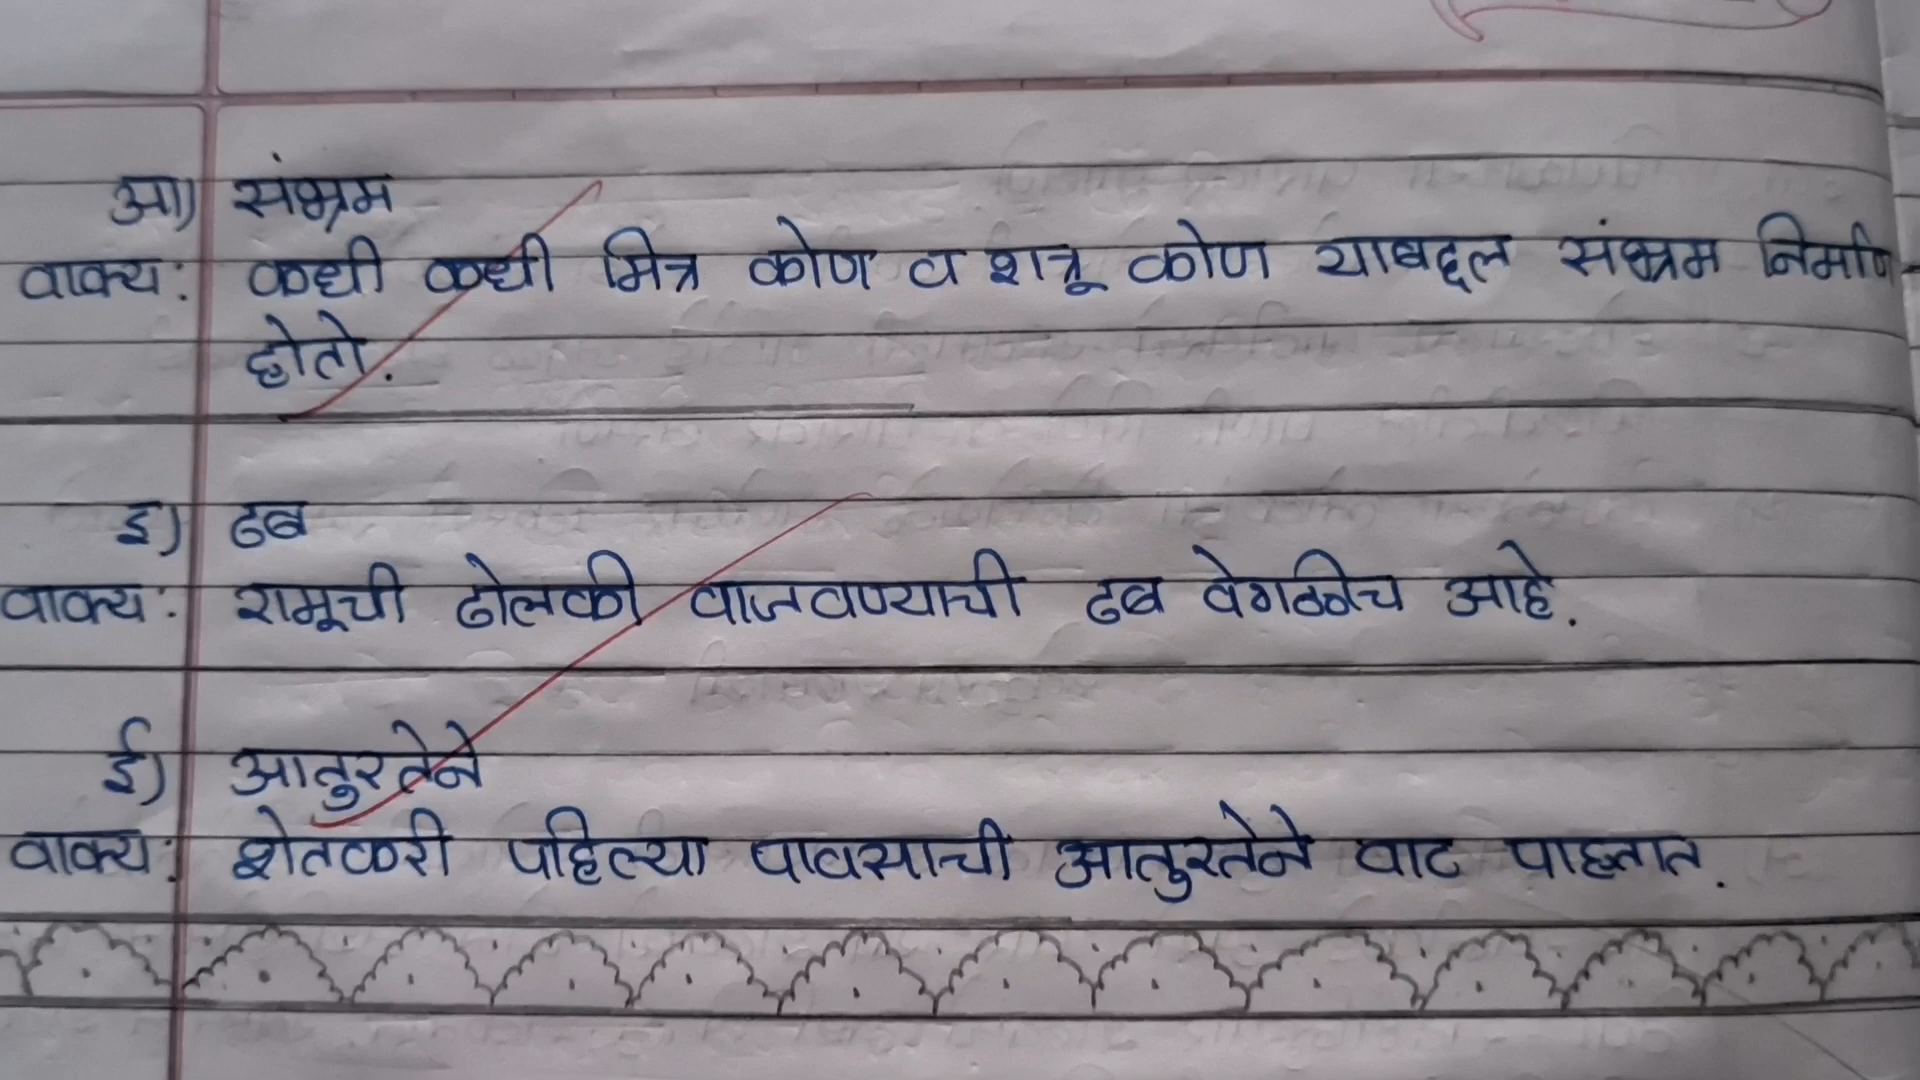 आ) संभ्रम
वाक्य: कधी कधी मित्र कोण व शत्रू कोण याबद्दल संभ्रम निर्माण
होतो.
इ) ढब
वाक्य: रामूची ढोलकी वाजवण्याची ढब वेगळीच आहे.
ई) आतुरतेने
वाक्य: शेतकरी पहिल्या पावसाची आतुरतेने वाट पाहतात.